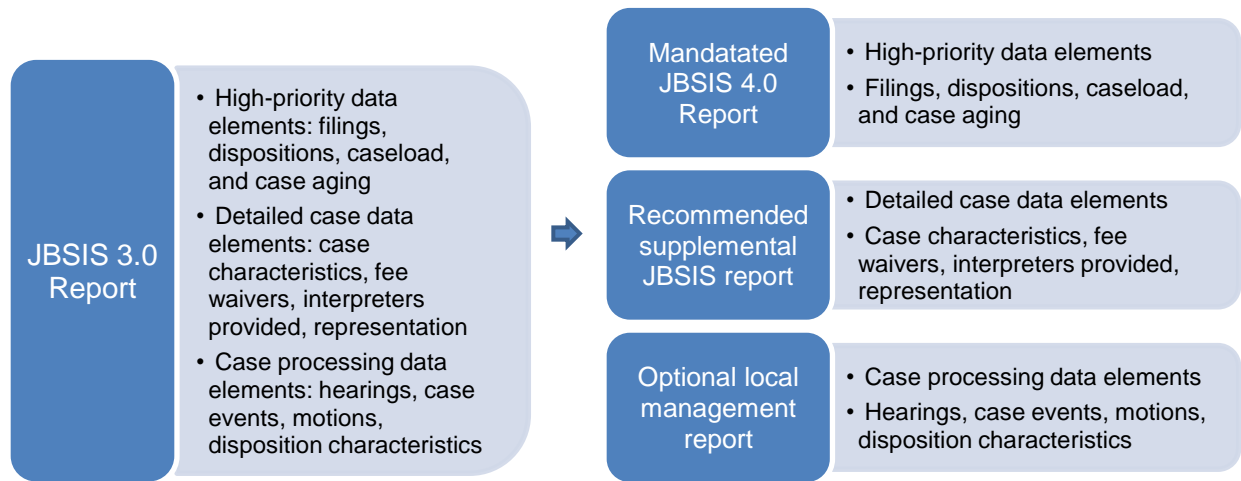 JBSIS 3.0
Report
• High-priority data
elements: filings,
dispositions, caseload,
and case aging
• Detailed case data
elements: case
characteristics, fee
waivers, interpreters
provided, representation
• Case processing data
elements: hearings, case
events, motions,
disposition characteristics
Mandatated
JBSIS 4.0
Report
• High-priority data elements
• Filings, dispositions, caseload,
and case aging
Recommended
supplemental
JBSIS report
• Detailed case data elements
• Case characteristics, fee
waivers, interpreters provided,
representation
Optional local
management
report
• Case processing data elements
• Hearings, case events, motions,
disposition characteristics